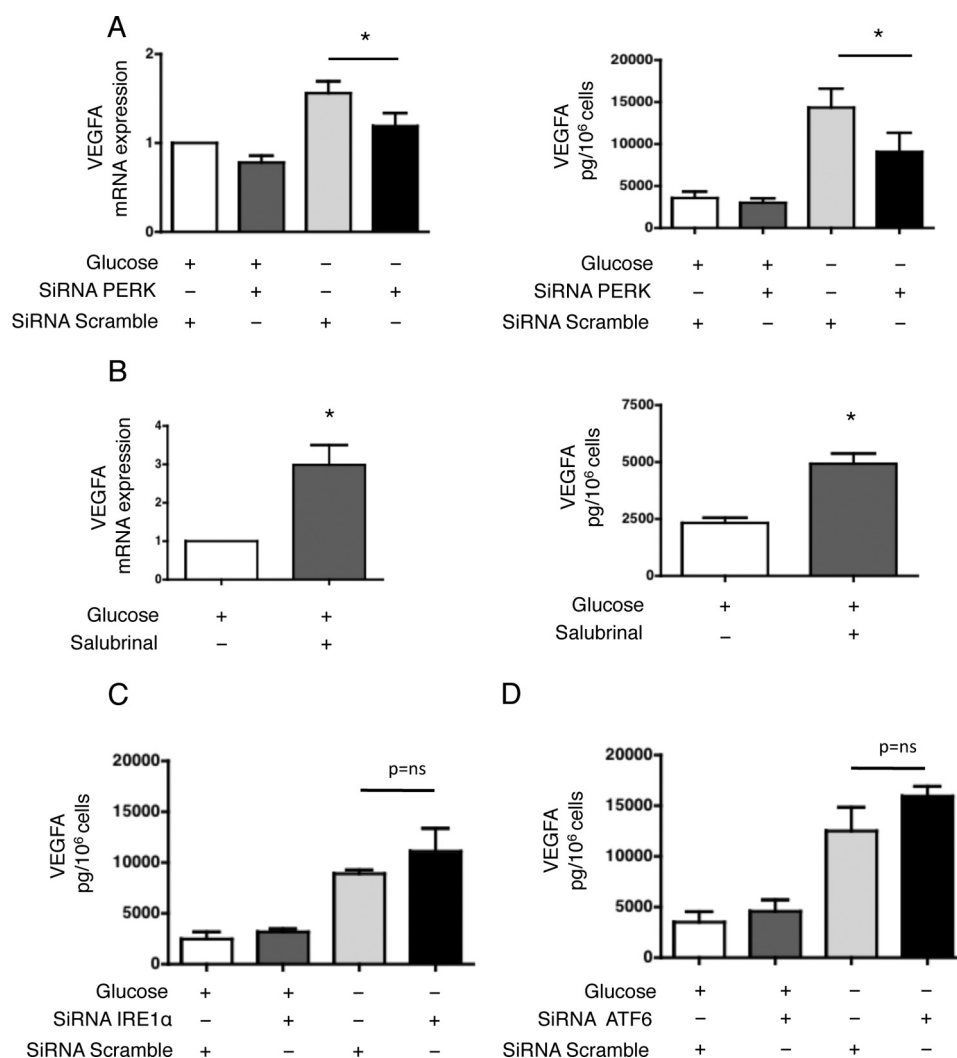 A
VEGFA
mRNA expression
2
1
0
*
Glucose + + – –
SiRNA PERK – + – +
SiRNA Scramble + – + –
VEGFA
pg/10⁶ cells
20000
15000
10000
5000
0
*
Glucose + + – –
SiRNA PERK – + – +
SiRNA Scramble + – + –
B
VEGFA
mRNA expression
4
3
2
1
0
*
Glucose + +
Salubrinal – +
VEGFA
pg/10⁶ cells
7500
5000
2500
0
*
Glucose + +
Salubrinal – +
C
VEGFA
pg/10⁶ cells
20000
15000
10000
5000
0
p=ns
Glucose + + – –
SiRNA IRE1α – + – +
SiRNA Scramble + – + –
D
VEGFA
pg/10⁶ cells
20000
15000
10000
5000
0
p=ns
Glucose + + – –
SiRNA ATF6 – + – +
SiRNA Scramble + – + –